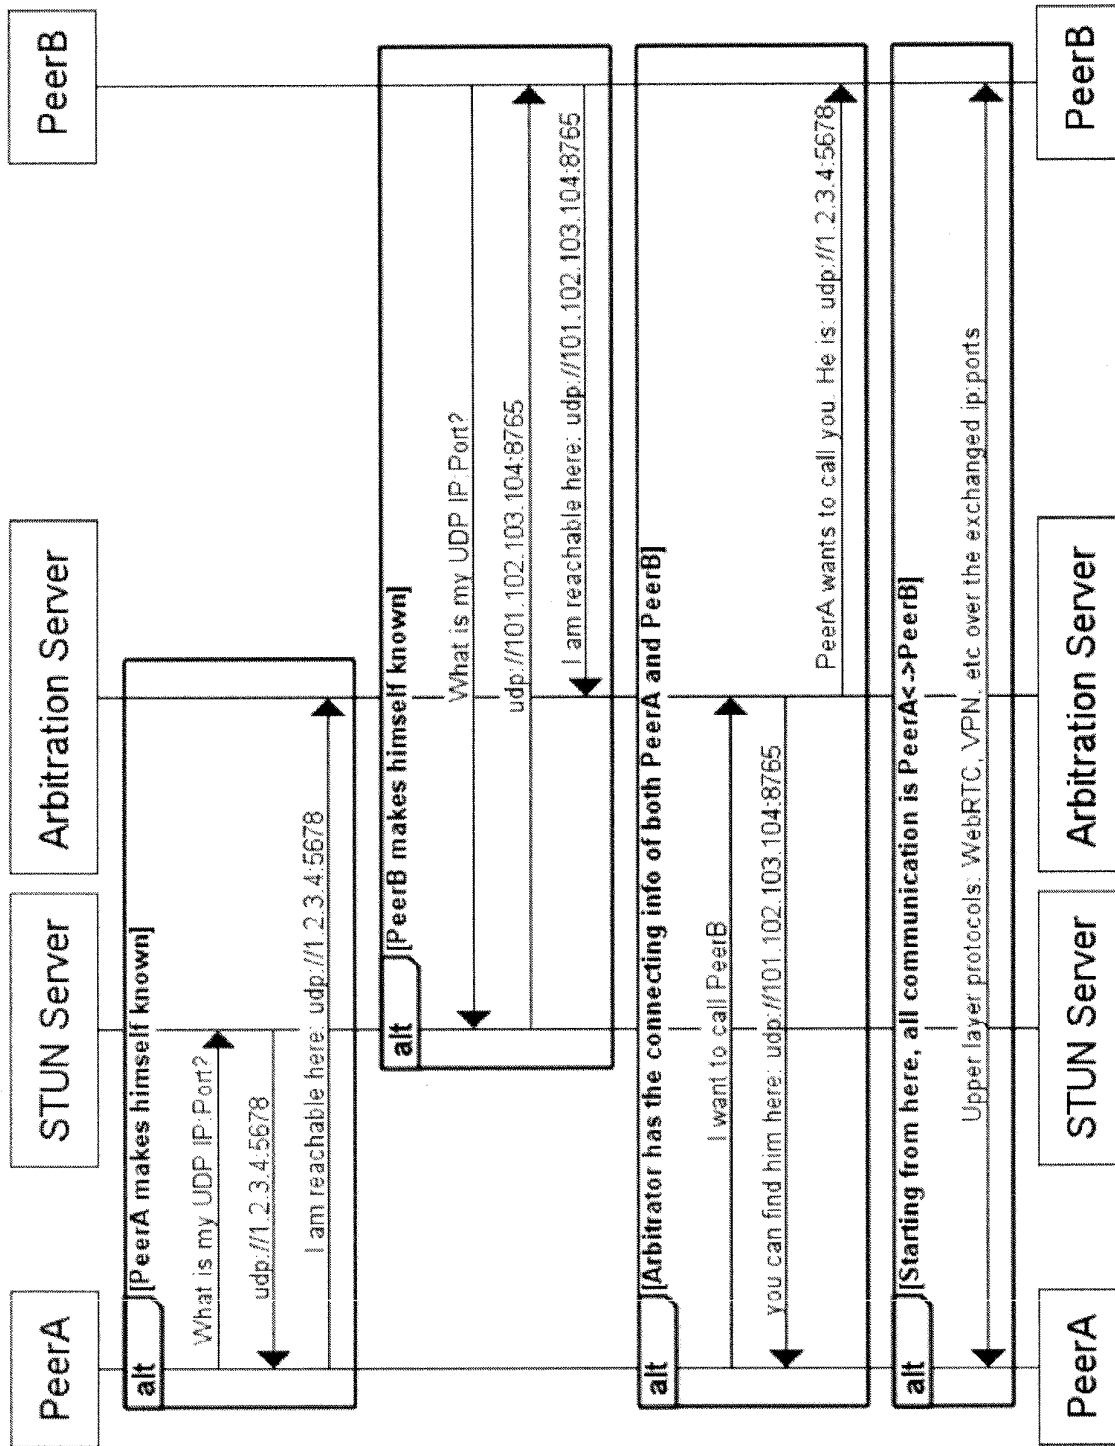 PeerA
STUN Server
Arbitration Server
PeerB
alt
[PeerA makes himself known]
What is my UDP IP:Port?
udp://1.2.3.4:5678
I am reachable here: udp://1.2.3.4:5678
alt
[PeerB makes himself known]
What is my UDP IP:Port?
udp://101.102.103.104:8765
I am reachable here: udp://101.102.103.104:8765
alt
[Arbitrator has the connecting info of both PeerA and PeerB]
I want to call PeerB
you can find him here: udp://101.102.103.104:8765
PeerA wants to call you. He is: udp://1.2.3.4:5678
alt
[Starting from here, all communication is PeerA<->PeerB]
Upper layer protocols: WebRTC, VPN, etc over the exchanged ip:ports
PeerA
STUN Server
Arbitration Server
PeerB